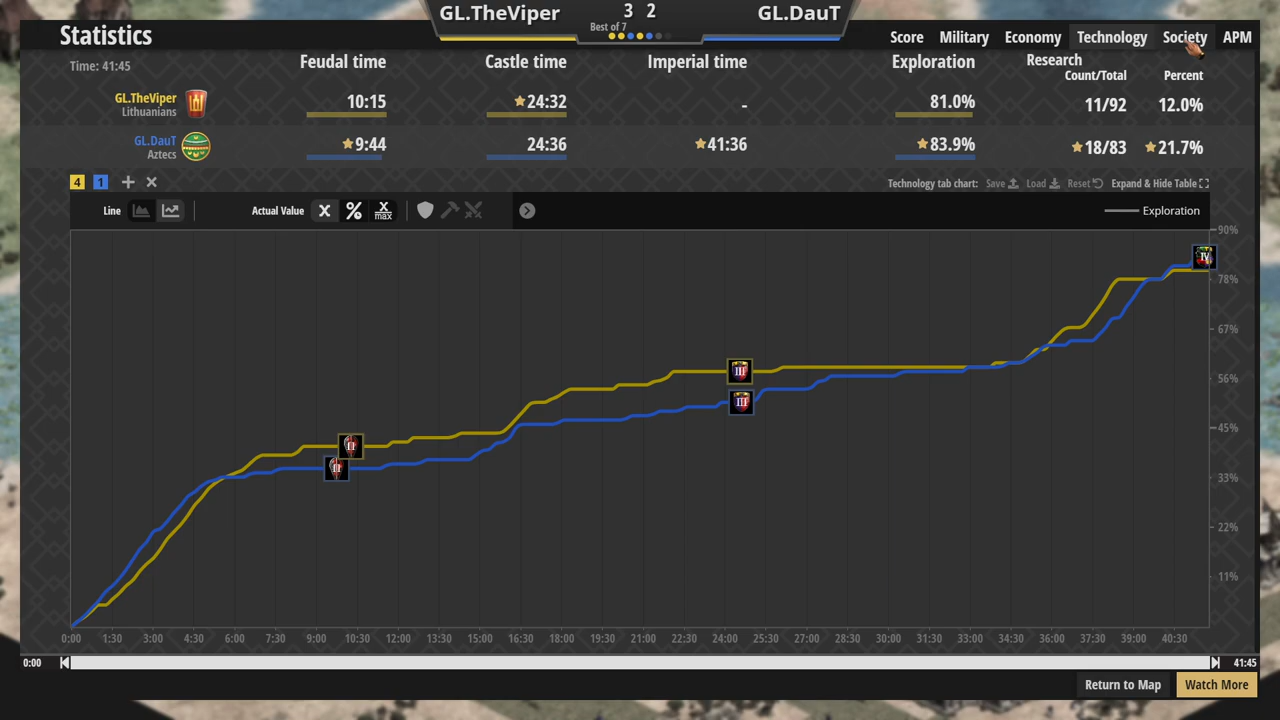 GL.TheViper 3 2 GL.DauT
Best of 7
Statistics
Score Military Economy Technology Society APM
Time: 41:45
Feudal time Castle time Imperial time Exploration Research
Count/Total Percent
GL.TheViper 10:15 24:32 - 81.0% 11/92 12.0%
Lithuanians
GL.DauT 9:44 24:36 41:36 83.9% 18/83 21.7%
Aztecs
4 1
Technology tab chart: Save Load Reset Expand & Hide Table
Line Actual Value X % X max
Exploration
90%
IV
78%
67%
III
56%
III
45%
II
II
33%
22%
11%
0:00 1:30 3:00 4:30 6:00 7:30 9:00 10:30 12:00 13:30 15:00 16:30 18:00 19:30 21:00 22:30 24:00 25:30 27:00 28:30 30:00 31:30 33:00 34:30 36:00 37:30 39:00 40:30
0:00 41:45
Return to Map Watch More